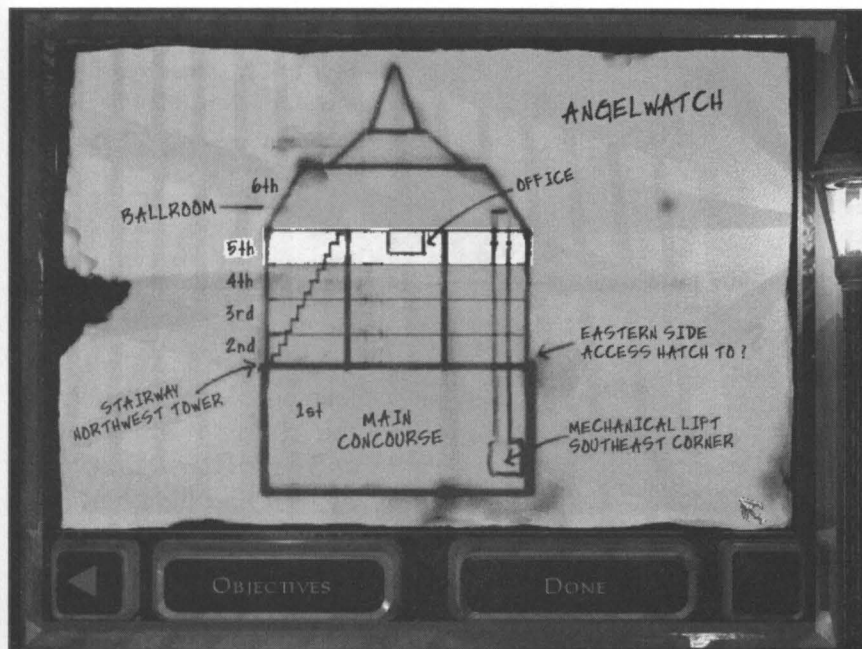 ANGELWATCH
6th
OFFICE
BALLROOM
5th
4th
3rd
2nd
EASTERN SIDE
ACCESS HATCH TO?
STAIRWAY
NORTHWEST TOWER
1st
MAIN
CONCOURSE
MECHANICAL LIFT
SOUTHEAST CORNER
OBJECTIVES
DONE